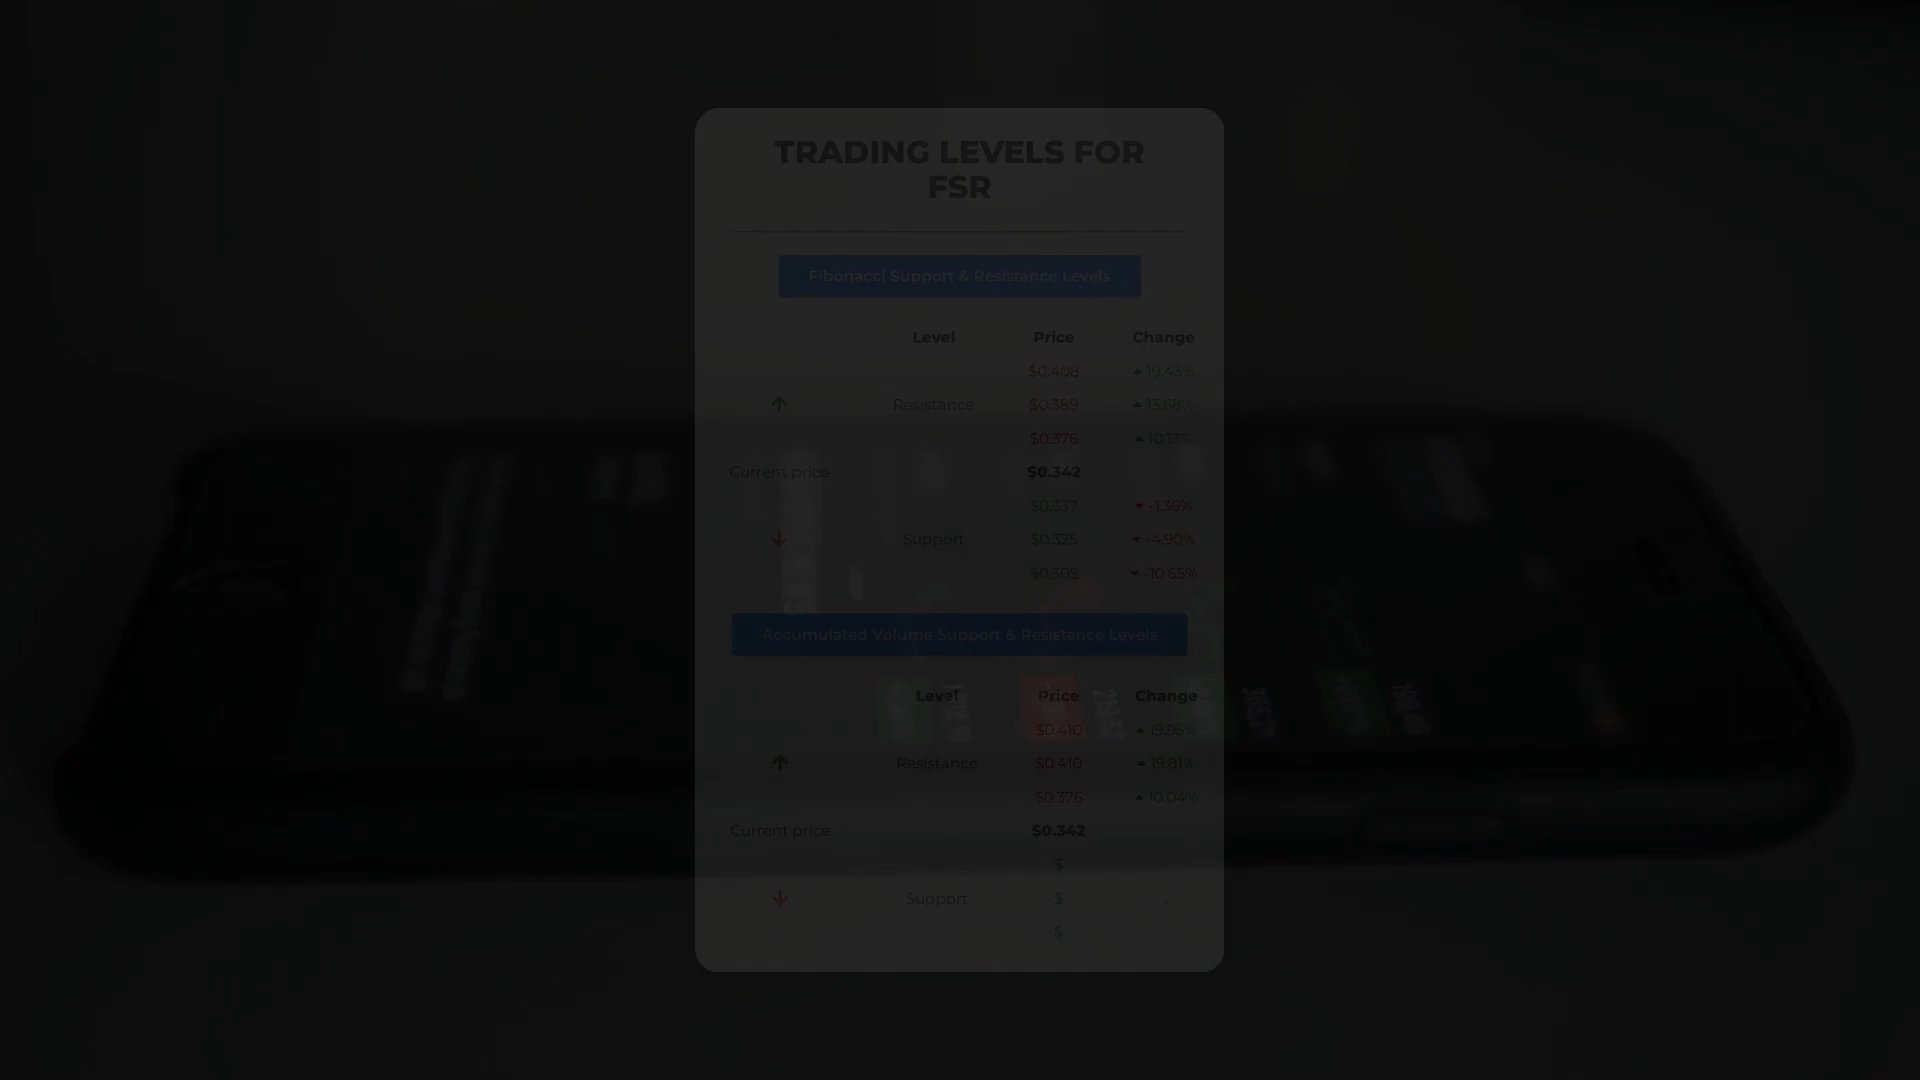 TRADING LEVELS FOR
FSR
Fibonacci Support & Resistance Levels
Level Price Change
$0.408 19.43%
Resistance $0.389 13.68%
$0.376 10.13%
Current price $0.342
$0.337 -1.36%
Support $0.325 -4.90%
$0.305 -10.65%
Accumulated Volume Support & Resistance Levels
Level Price Change
$0.410 19.95%
Resistance $0.410 19.81%
$0.376 10.04%
Current price $0.342
$
Support $
$